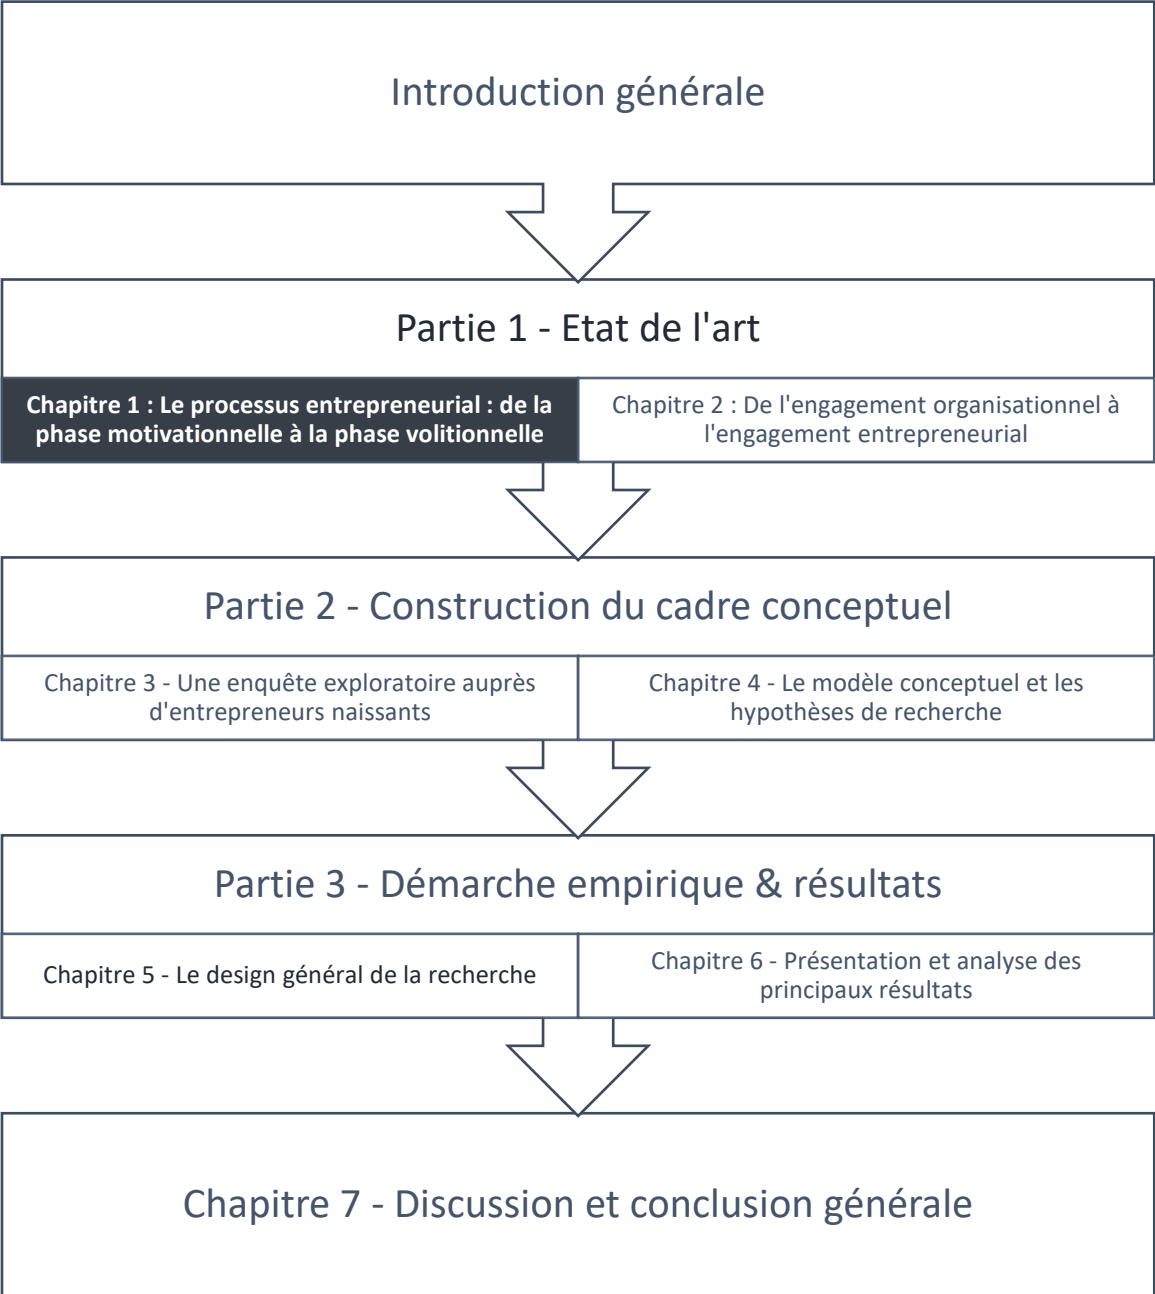 Introduction générale
Partie 1 - Etat de l'art
Chapitre 1 : Le processus entrepreneurial : de la
phase motivationnelle à la phase volitionnelle
Chapitre 2 : De l'engagement organisationnel à
l'engagement entrepreneurial
Partie 2 - Construction du cadre conceptuel
Chapitre 3 - Une enquête exploratoire auprès
d'entrepreneurs naissants
Chapitre 4 - Le modèle conceptuel et les
hypothèses de recherche
Partie 3 - Démarche empirique & résultats
Chapitre 5 - Le design général de la recherche
Chapitre 6 - Présentation et analyse des
principaux résultats
Chapitre 7 - Discussion et conclusion générale